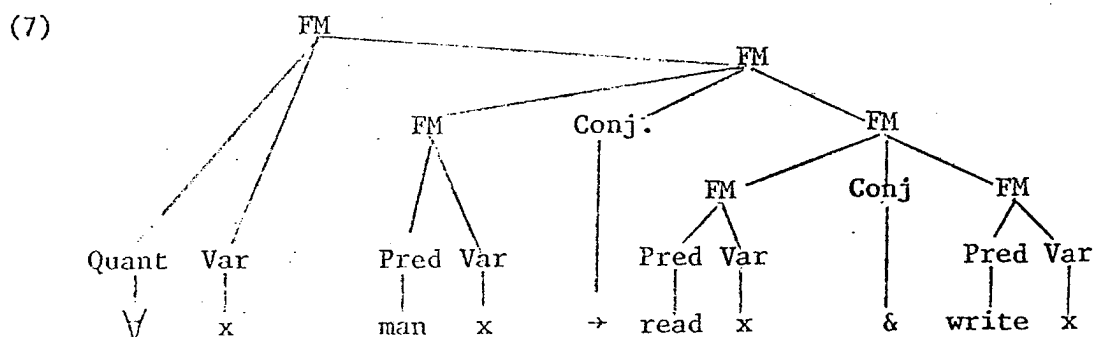 (7)
FM
FM
FM Conj. FM
FM Conj FM
Quant Var Pred Var Pred Var Pred Var
∀ x man x → read x & write x